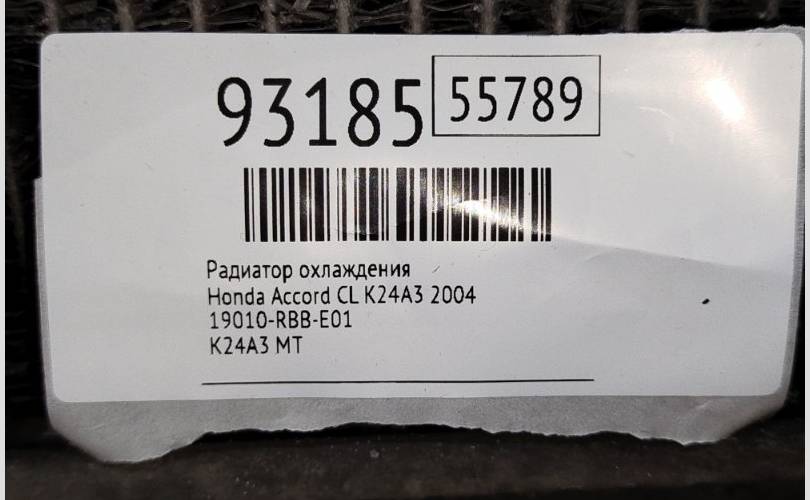 93185 55789
Радиатор охлаждения
Honda Accord CL K24A3 2004
19010-RBB-E01
K24A3 MT